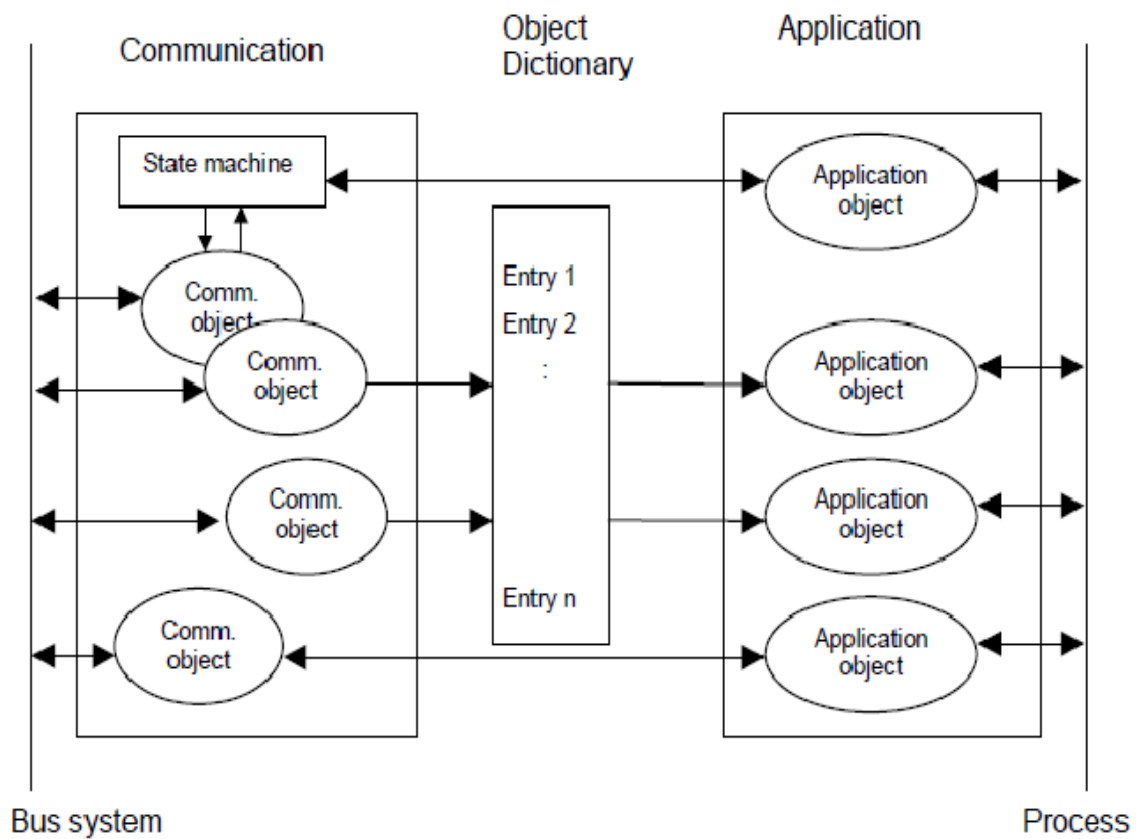 Communication
Object
Dictionary
Application
State machine
Application
object
Entry 1
Comm.
object
Entry 2
Comm.
object
:
Application
object
Comm.
object
Application
object
Entry n
Comm.
object
Application
object
Bus system
Process